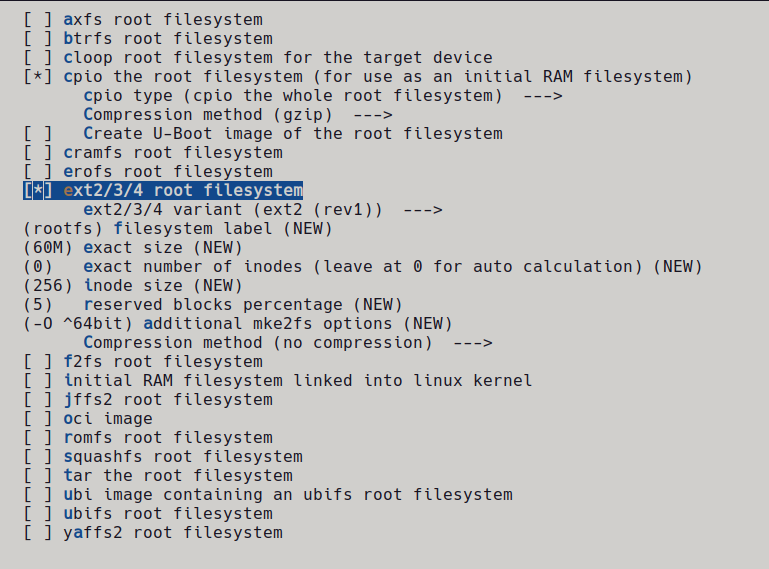 [ ] axfs root filesystem
[ ] btrfs root filesystem
[ ] cloop root filesystem for the target device
[*] cpio the root filesystem (for use as an initial RAM filesystem)
cpio type (cpio the whole root filesystem)  --->
Compression method (gzip)  --->
[ ]   Create U-Boot image of the root filesystem
[ ] cramfs root filesystem
[ ] erofs root filesystem
[*] ext2/3/4 root filesystem
ext2/3/4 variant (ext2 (rev1))  --->
(rootfs) filesystem label (NEW)
(60M) exact size (NEW)
(0)   exact number of inodes (leave at 0 for auto calculation) (NEW)
(256) inode size (NEW)
(5)   reserved blocks percentage (NEW)
(-O ^64bit) additional mke2fs options (NEW)
Compression method (no compression)  --->
[ ] f2fs root filesystem
[ ] initial RAM filesystem linked into linux kernel
[ ] jffs2 root filesystem
[ ] oci image
[ ] romfs root filesystem
[ ] squashfs root filesystem
[ ] tar the root filesystem
[ ] ubi image containing an ubifs root filesystem
[ ] ubifs root filesystem
[ ] yaffs2 root filesystem